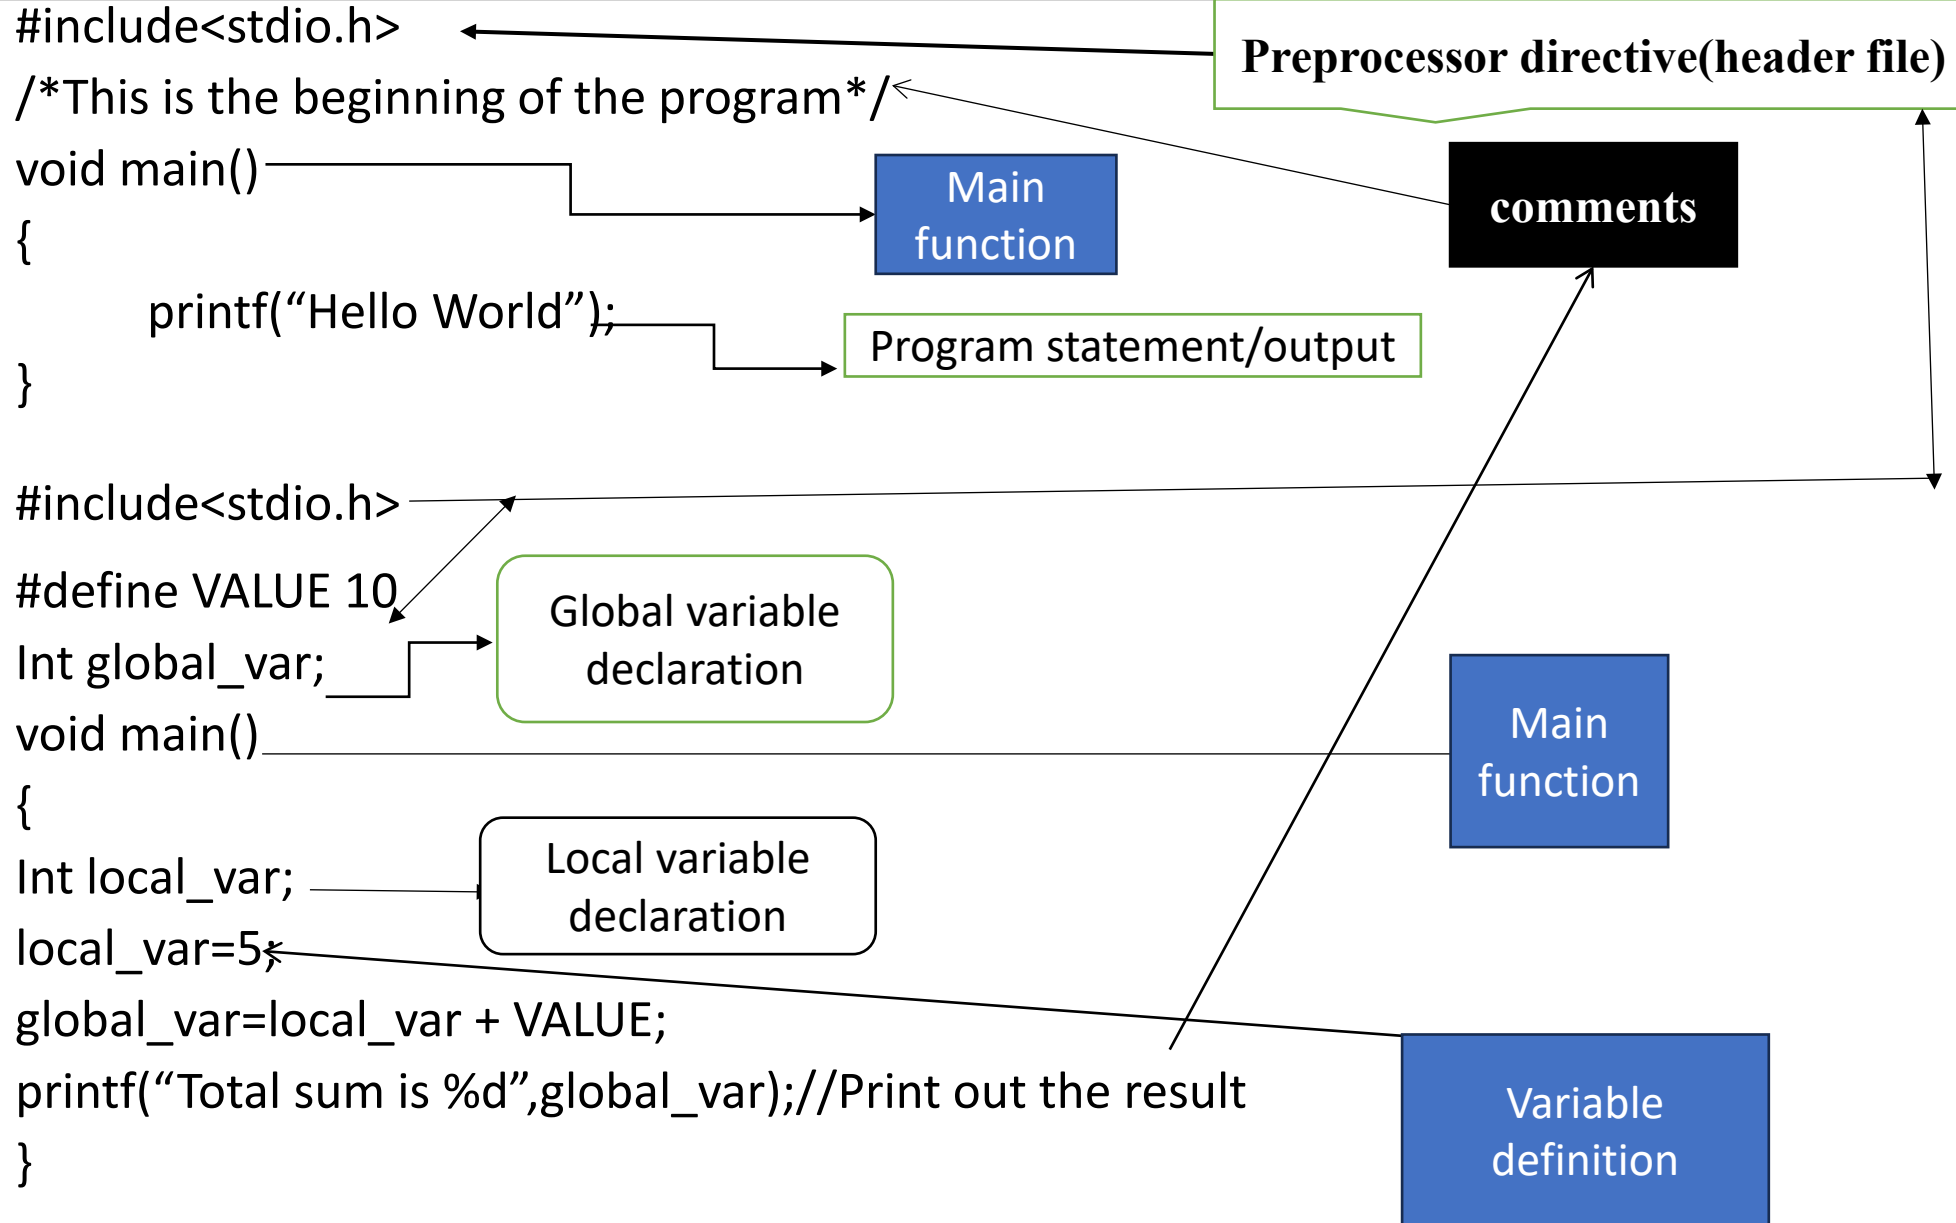 #include<stdio.h>
Preprocessor directive(header file)
/*This is the beginning of the program*/
void main()
Main
function
comments
{
printf(“Hello World”);
Program statement/output
}
#include<stdio.h>
#define VALUE 10
Global variable
declaration
Int global_var;
void main()
Main
function
{
Int local_var;
Local variable
declaration
local_var=5;
global_var=local_var + VALUE;
printf(“Total sum is %d”,global_var);//Print out the result
Variable
definition
}